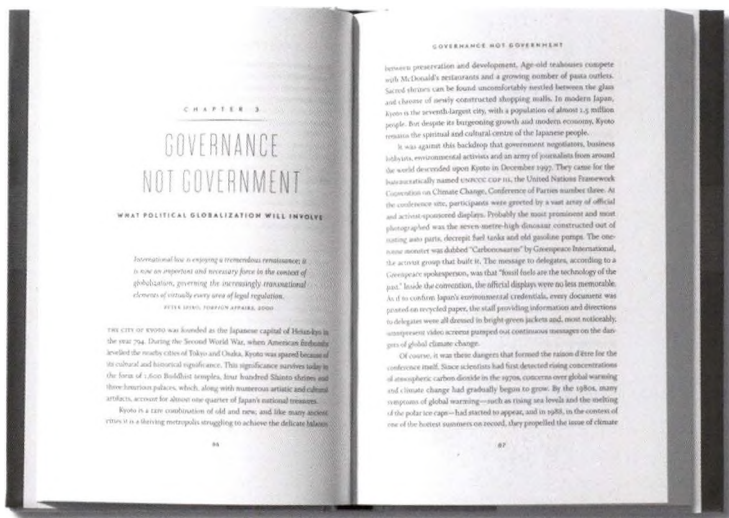 CHAPTER 3
GOVERNANCE
NOT GOVERNMENT
WHAT POLITICAL GLOBALIZATION WILL INVOLVE
International law is enjoying a tremendous renaissance; it
is now an important and necessary force in the context of
globalization, governing the increasingly transnational
elements of virtually every area of legal regulation.
PETER SPIRO, FOREIGN AFFAIRS, 2000
THE CITY OF KYOTO was founded as the Japanese capital of Heian-kyo in
the year 794. During the Second World War, when American firebombs
levelled the nearby cities of Tokyo and Osaka, Kyoto was spared because of
its cultural and historical significance. This significance survives today in
the form of 1,600 Buddhist temples, four hundred Shinto shrines and
three luxurious palaces, which, along with numerous artistic and cultural
artifacts, account for almost one quarter of Japan's national treasures.
Kyoto is a rare combination of old and new, and like many ancient
cities it is a thriving metropolis struggling to achieve the delicate balance
GOVERNANCE NOT GOVERNMENT
between preservation and development. Age-old teahouses compete
with McDonald's restaurants and a growing number of pasta outlets.
Sacred shrines can be found uncomfortably nestled between the glass
and chrome of newly constructed shopping malls. In modern Japan,
Kyoto is the seventh-largest city, with a population of almost 1.5 million
people. But despite its burgeoning growth and modern economy, Kyoto
remains the spiritual and cultural centre of the Japanese people.
It was against this backdrop that government negotiators, business
lobbyists, environmental activists and an army of journalists from around
the world descended upon Kyoto in December 1997. They came for the
bureaucratically named UNFCCC COP III, the United Nations Framework
Convention on Climate Change, Conference of Parties number three. At
the conference site, participants were greeted by a vast array of official
and activist-sponsored displays. Probably the most prominent and most
photographed was the seven-metre-high dinosaur constructed out of
rusting auto parts, decrepit fuel tanks and old gasoline pumps. The one-
tonne monster was dubbed "Carbonosaurus" by Greenpeace International,
the activist group that built it. The message to delegates, according to a
Greenpeace spokesperson, was that "fossil fuels are the technology of the
past." Inside the convention, the official displays were no less memorable.
As if to confirm Japan's environmental credentials, every document was
printed on recycled paper, the staff providing information and directions
to delegates were all dressed in bright-green jackets and, most noticeably,
omnipresent video screens pumped out continuous messages on the dan-
gers of global climate change.
Of course, it was these dangers that formed the raison d'être for the
conference itself. Since scientists had first detected rising concentrations
of atmospheric carbon dioxide in the 1970s, concerns over global warming
and climate change had gradually begun to grow. By the 1980s, many
symptoms of global warming—such as rising sea levels and the melting
of the polar ice caps—had started to appear, and in 1988, in the context of
one of the hottest summers on record, they propelled the issue of climate
87